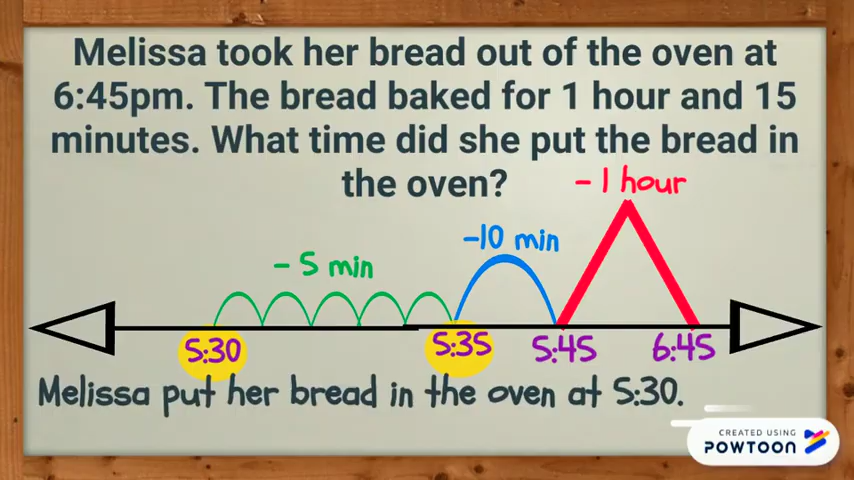 Melissa took her bread out of the oven at
6:45pm. The bread baked for 1 hour and 15
minutes. What time did she put the bread in
the oven?
- 1 hour
-10 min
- 5 min
5:30
5:35
5:45
6:45
Melissa put her bread in the oven at 5:30.
CREATED USING
POWTOON